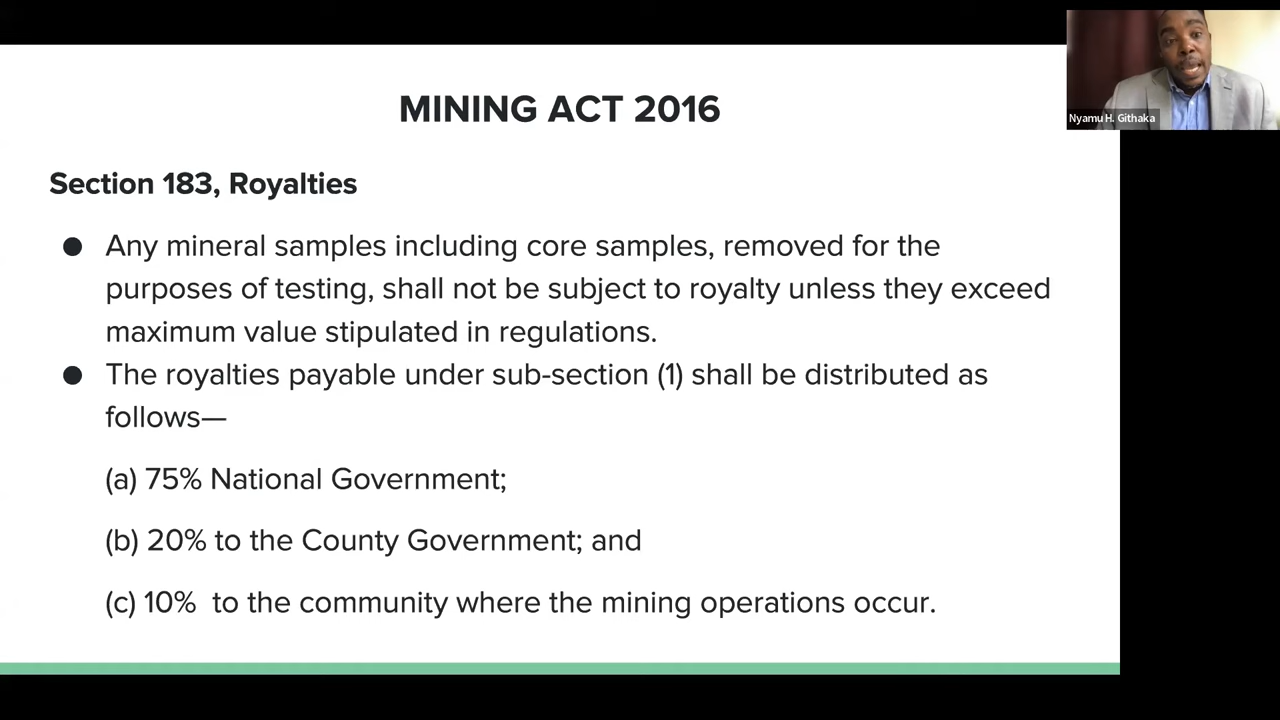 MINING ACT 2016
Nyamu H. Githaka
Section 183, Royalties
● Any mineral samples including core samples, removed for the
purposes of testing, shall not be subject to royalty unless they exceed
maximum value stipulated in regulations.
● The royalties payable under sub-section (1) shall be distributed as
follows—
(a) 75% National Government;
(b) 20% to the County Government; and
(c) 10%  to the community where the mining operations occur.